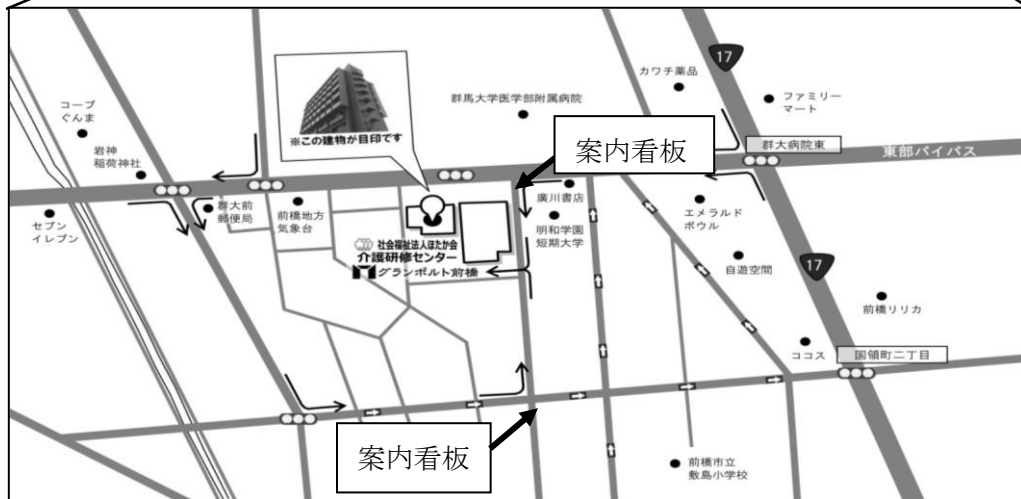 17
カワチ薬品
ファミリー
マート
群馬大学医学部附属病院
コープ
ぐんま
※この建物が目印です
岩神
稲荷神社
案内看板
群大病院東
東部バイパス
廣川書店
セブン
イレブン
群大前
郵便局
前橋地方
気象台
明和学園
短期大学
エメラルド
ボウル
社会福祉法人ほたか会
介護研修センター
グランポルト前橋
自遊空間
17
前橋リリカ
ココス
国領町二丁目
案内看板
前橋市立
敷島小学校